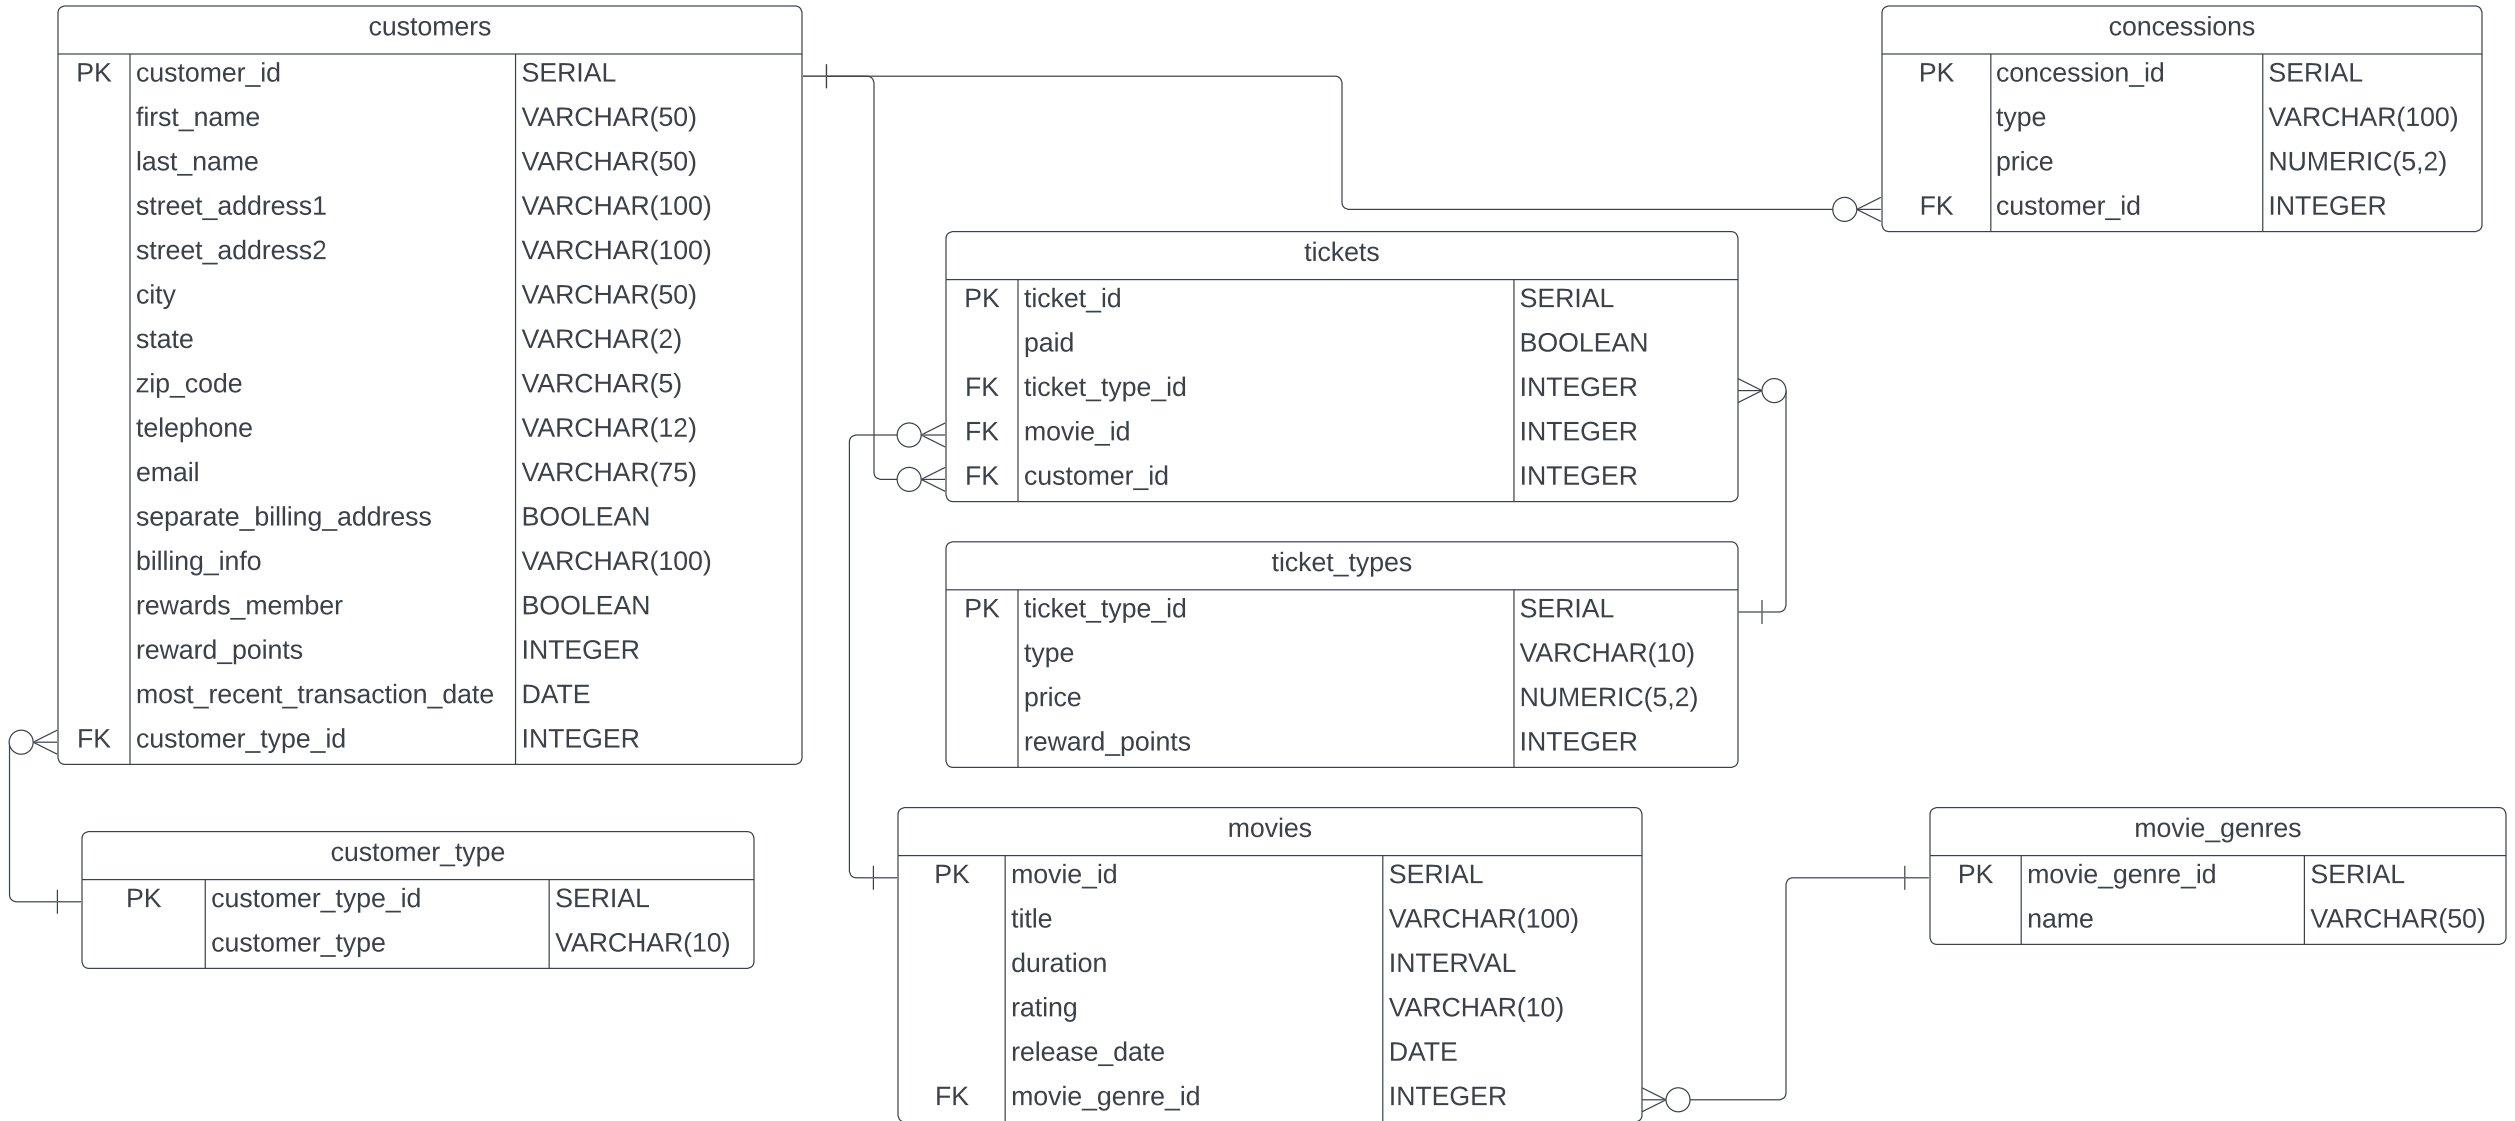 customers
PK customer_id SERIAL
first_name VARCHAR(50)
last_name VARCHAR(50)
street_address1 VARCHAR(100)
street_address2 VARCHAR(100)
city VARCHAR(50)
state VARCHAR(2)
zip_code VARCHAR(5)
telephone VARCHAR(12)
email VARCHAR(75)
separate_billing_address BOOLEAN
billing_info VARCHAR(100)
rewards_member BOOLEAN
reward_points INTEGER
most_recent_transaction_date DATE
FK customer_type_id INTEGER
customer_type
PK customer_type_id SERIAL
customer_type VARCHAR(10)
tickets
PK ticket_id SERIAL
paid BOOLEAN
FK ticket_type_id INTEGER
FK movie_id INTEGER
FK customer_id INTEGER
ticket_types
PK ticket_type_id SERIAL
type VARCHAR(10)
price NUMERIC(5,2)
reward_points INTEGER
movies
PK movie_id SERIAL
title VARCHAR(100)
duration INTERVAL
rating VARCHAR(10)
release_date DATE
FK movie_genre_id INTEGER
concessions
PK concession_id SERIAL
type VARCHAR(100)
price NUMERIC(5,2)
FK customer_id INTEGER
movie_genres
PK movie_genre_id SERIAL
name VARCHAR(50)